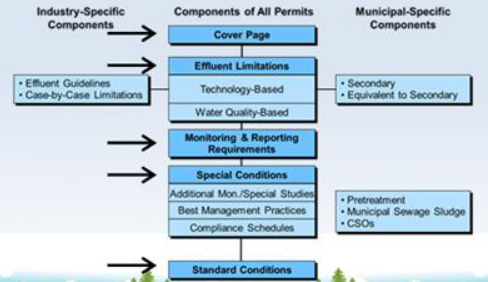 Industry-Specific
Components
Components of All Permits
Municipal-Specific
Components
Cover Page
Effluent Limitations
• Effluent Guidelines
• Case-by-Case Limitations
Technology-Based
• Secondary
• Equivalent to Secondary
Water Quality-Based
Monitoring & Reporting
Requirements
Special Conditions
Additional Mon./Special Studies
Best Management Practices
Compliance Schedules
• Pretreatment
• Municipal Sewage Sludge
• CSOs
Standard Conditions